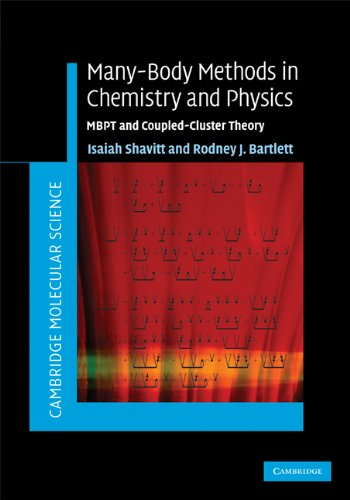 Many-Body Methods in
Chemistry and Physics
MBPT and Coupled-Cluster Theory
Isaiah Shavitt and Rodney J. Bartlett
CAMBRIDGE MOLECULAR SCIENCE
CAMBRIDGE